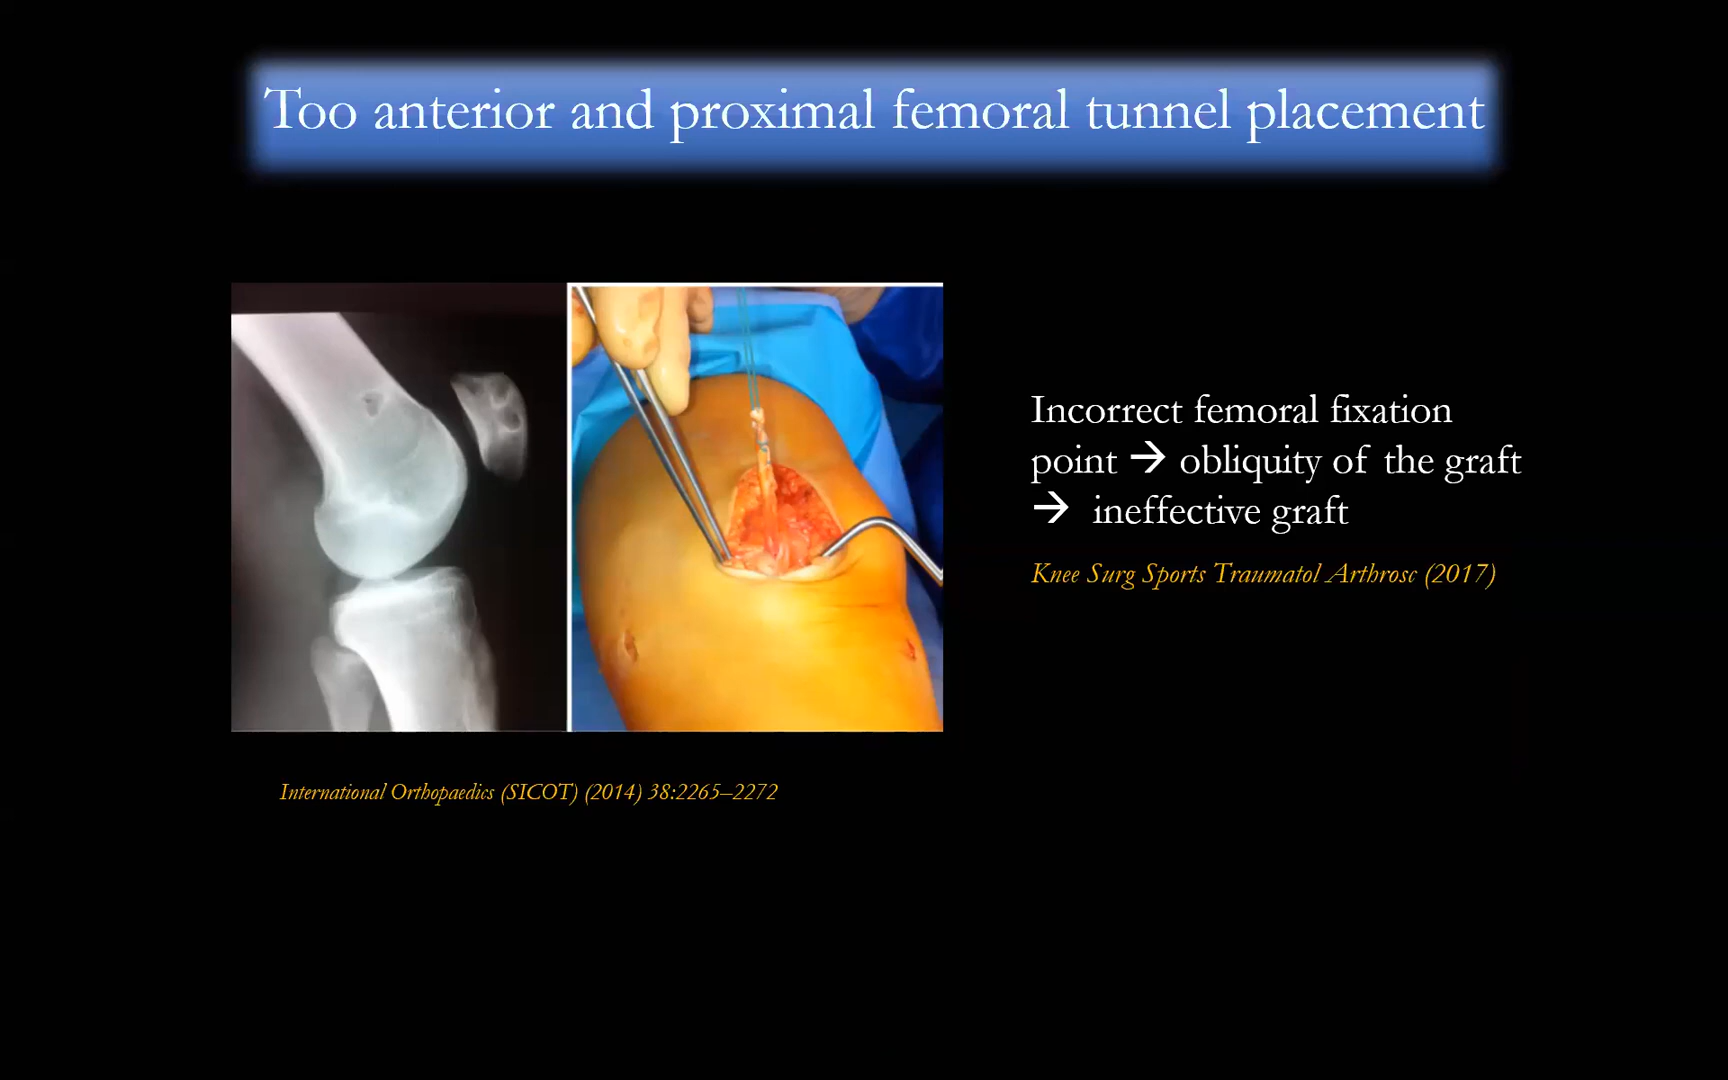 Too anterior and proximal femoral tunnel placement
Incorrect femoral fixation
point → obliquity of the graft
→ ineffective graft
Knee Surg Sports Traumatol Arthrosc (2017)
International Orthopaedics (SICOT) (2014) 38:2265–2272